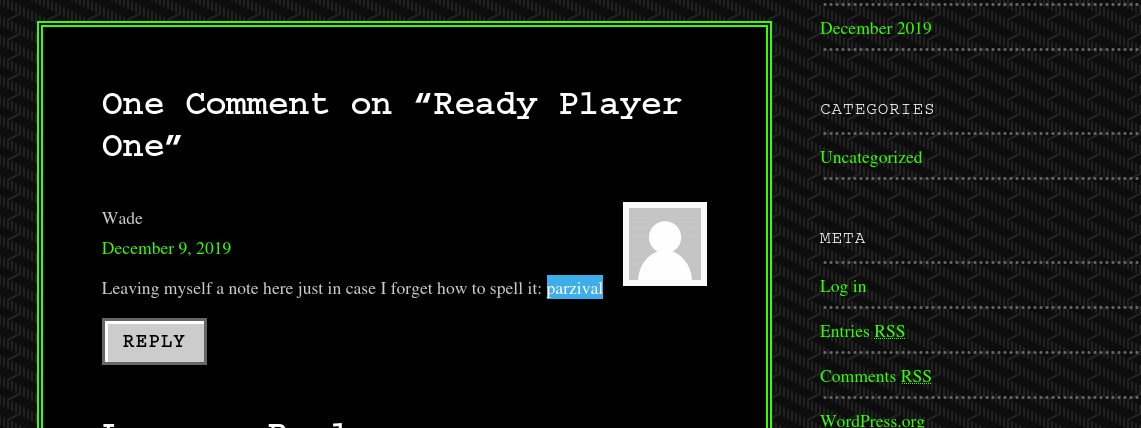 One Comment on “Ready Player
One”
Wade
December 9, 2019
Leaving myself a note here just in case I forget how to spell it: parzival
REPLY
December 2019
CATEGORIES
Uncategorized
META
Log in
Entries RSS
Comments RSS
WordPress.org